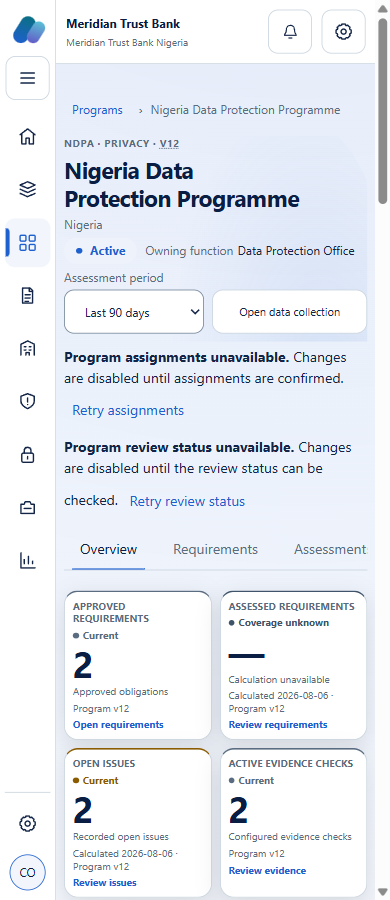 Meridian Trust Bank
Meridian Trust Bank Nigeria
Programs › Nigeria Data Protection Programme
NDPA • PRIVACY • V12
Nigeria Data
Protection Programme
Nigeria
Active Owning function Data Protection Office
Assessment period
Last 90 days Open data collection
Program assignments unavailable. Changes
are disabled until assignments are confirmed.
Retry assignments
Program review status unavailable. Changes
are disabled until the review status can be
checked. Retry review status
Overview Requirements Assessment
APPROVED
REQUIREMENTS
Current
2
Approved obligations
Program v12
Open requirements
ASSESSED REQUIREMENTS
Coverage unknown
—
Calculation unavailable
Calculated 2026-08-06 ·
Program v12
Review requirements
OPEN ISSUES
Current
2
Recorded open issues
Calculated 2026-08-06 ·
Program v12
Review issues
ACTIVE EVIDENCE CHECKS
Current
2
Configured evidence checks
Program v12
Review evidence
CO